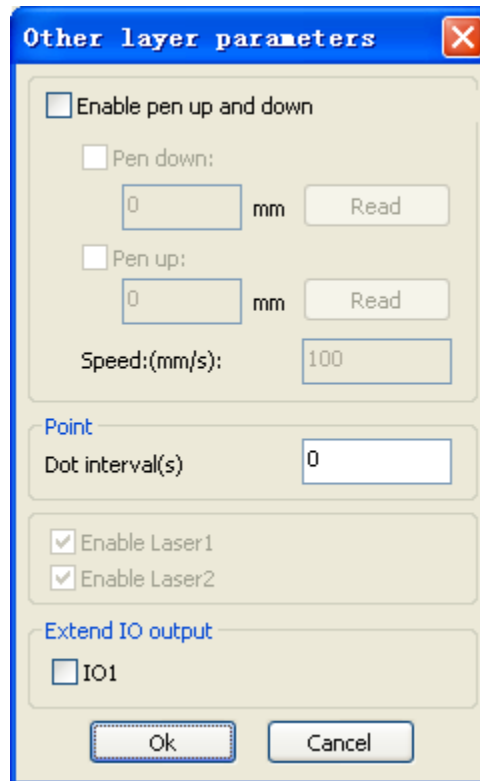 Other layer parameters
Enable pen up and down
Pen down:
0 mm Read
Pen up:
0 mm Read
Speed:(mm/s): 100
Point
Dot interval(s) 0
Enable Laser1
Enable Laser2
Extend IO output
IO1
Ok Cancel